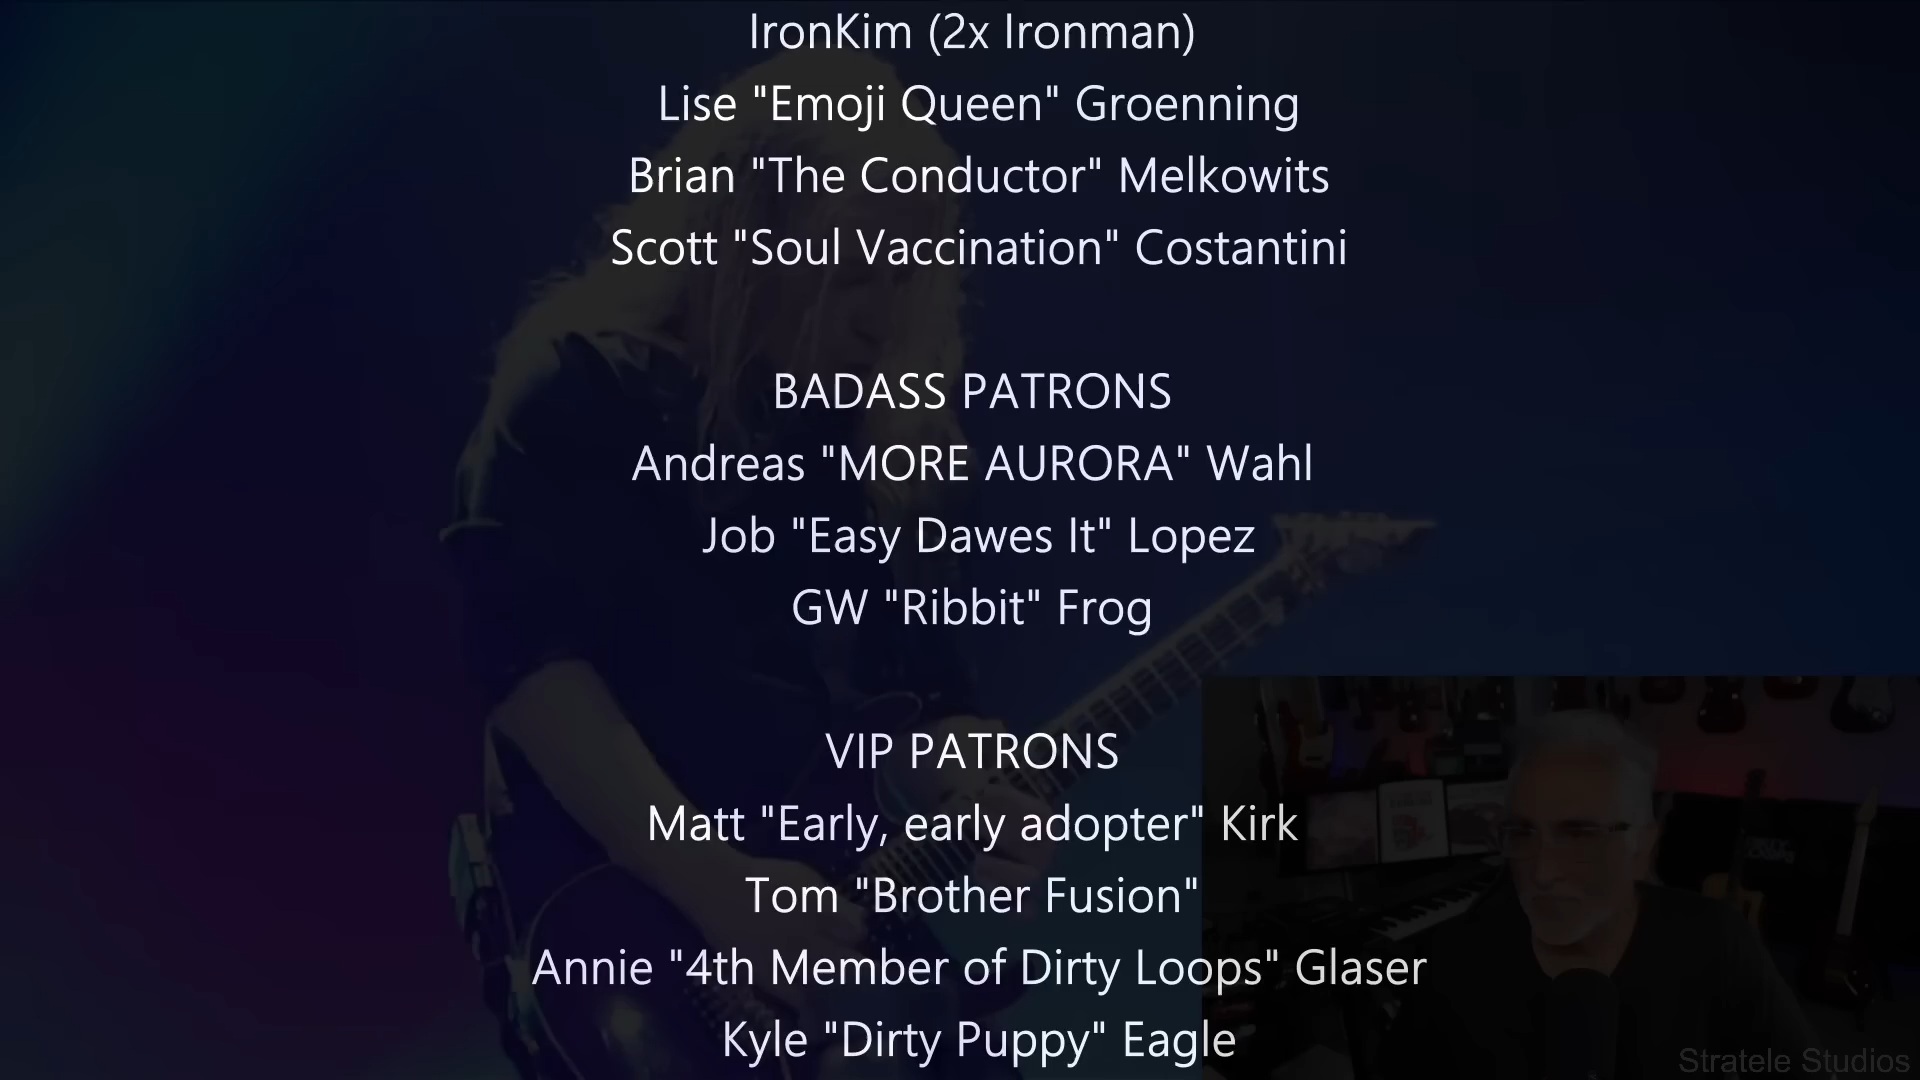 IronKim (2x Ironman)
Lise "Emoji Queen" Groenning
Brian "The Conductor" Melkowits
Scott "Soul Vaccination" Costantini
BADASS PATRONS
Andreas "MORE AURORA" Wahl
Job "Easy Dawes It" Lopez
GW "Ribbit" Frog
VIP PATRONS
Matt "Early, early adopter" Kirk
Tom "Brother Fusion"
Annie "4th Member of Dirty Loops" Glaser
Kyle "Dirty Puppy" Eagle
Stratele Studios